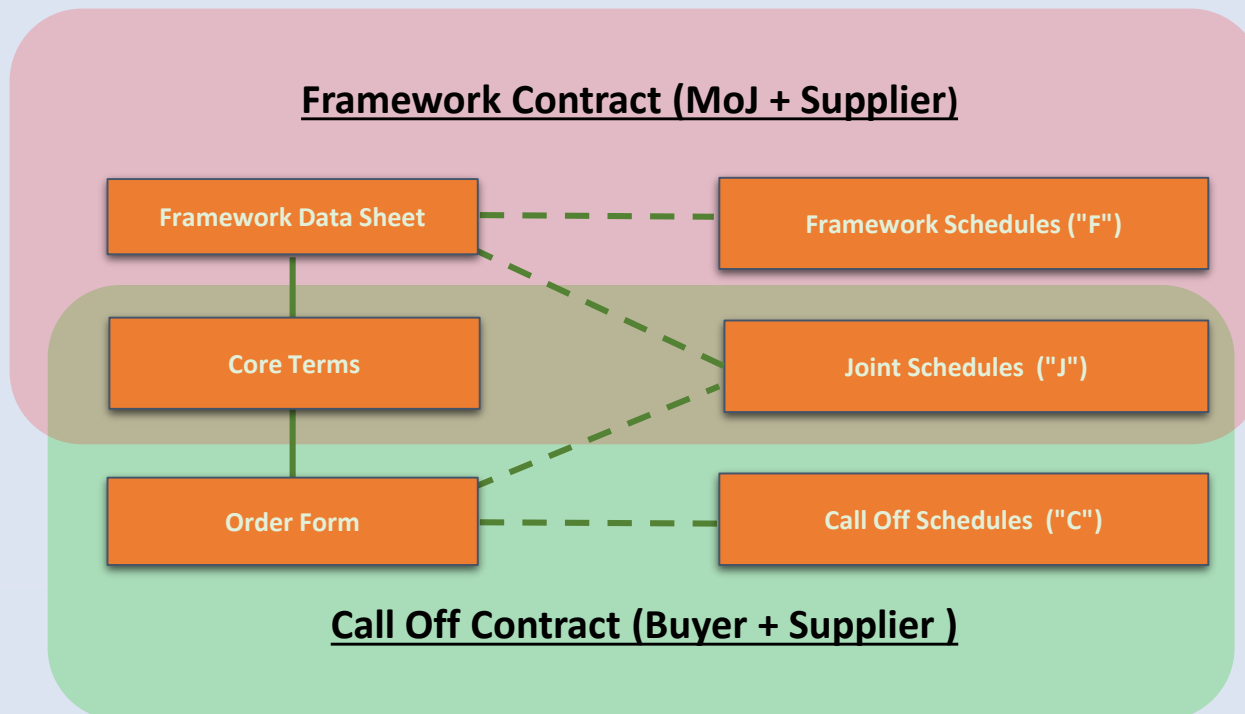 Framework Contract (MoJ + Supplier)
Framework Data Sheet
Framework Schedules ("F")
Core Terms
Joint Schedules  ("J")
Order Form
Call Off Schedules  ("C")
Call Off Contract (Buyer + Supplier )